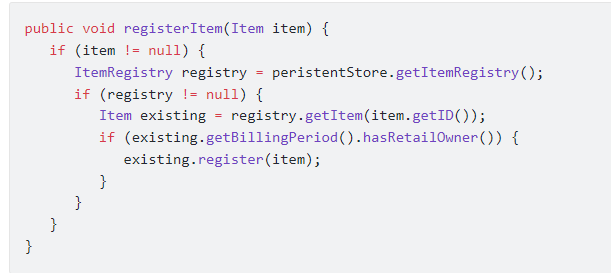 public void registerItem(Item item) {
if (item != null) {
ItemRegistry registry = peristentStore.getItemRegistry();
if (registry != null) {
Item existing = registry.getItem(item.getID());
if (existing.getBillingPeriod().hasRetailOwner()) {
existing.register(item);
}
}
}
}